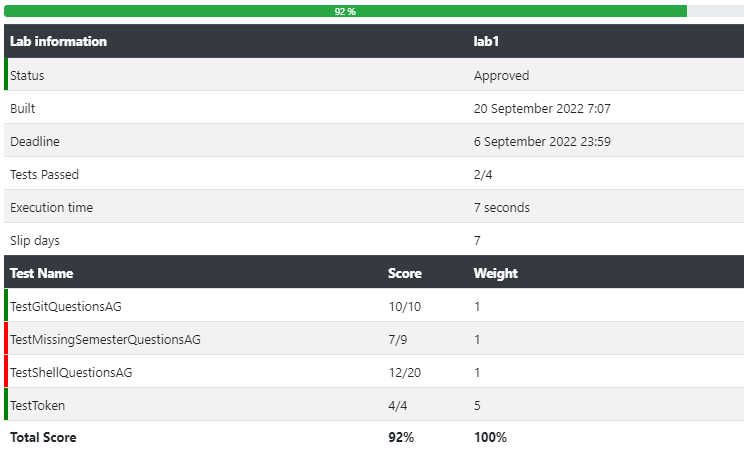 92 %
Lab information lab1
Status Approved
Built 20 September 2022 7:07
Deadline 6 September 2022 23:59
Tests Passed 2/4
Execution time 7 seconds
Slip days 7
Test Name Score Weight
TestGitQuestionsAG 10/10 1
TestMissingSemesterQuestionsAG 7/9 1
TestShellQuestionsAG 12/20 1
TestToken 4/4 5
Total Score 92% 100%